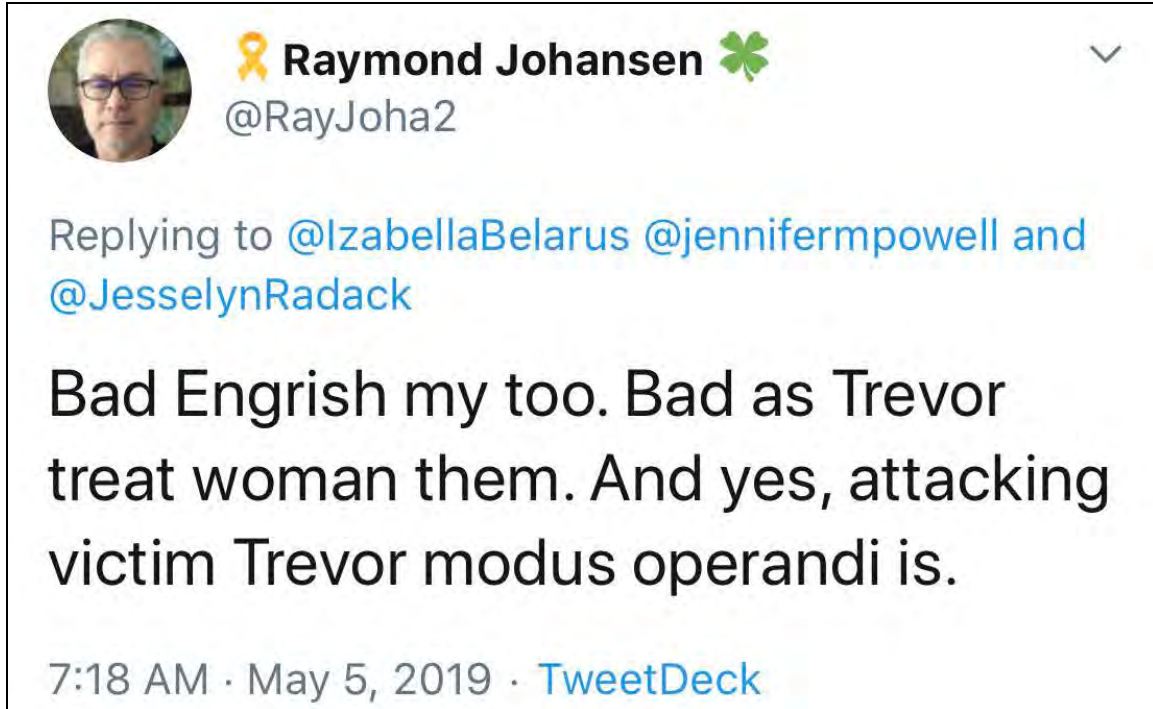 🎗 Raymond Johansen 🍀
@RayJoha2
Replying to @IzabellaBelarus @jennifermpowell and
@JesselynRadack
Bad Engrish my too. Bad as Trevor
treat woman them. And yes, attacking
victim Trevor modus operandi is.
7:18 AM · May 5, 2019 · TweetDeck